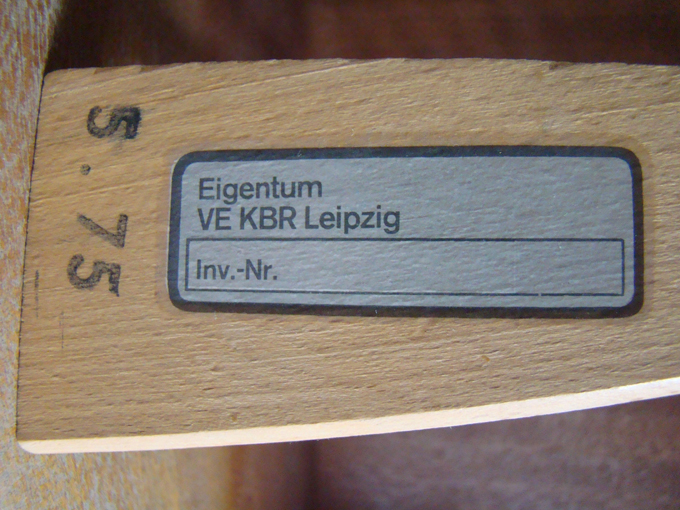 5.75
Eigentum
VE KBR Leipzig
Inv.-Nr.